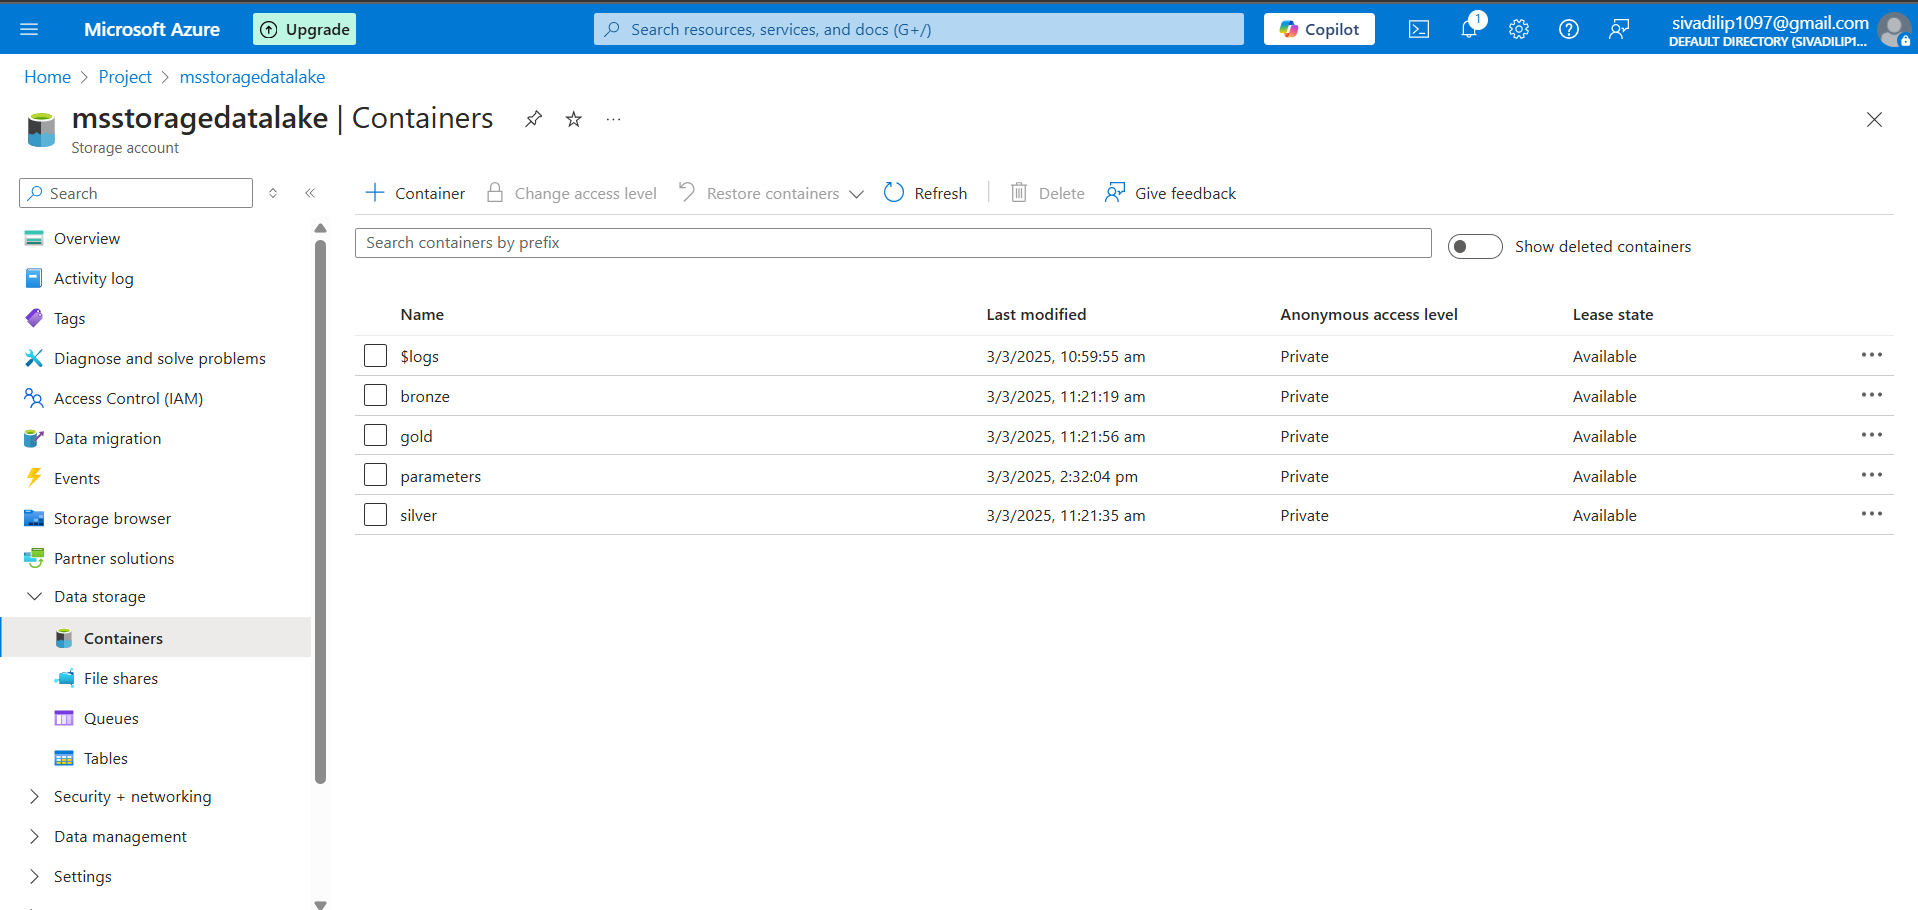 Microsoft Azure
Upgrade
Search resources, services, and docs (G+/)
Copilot
1
sivadilip1097@gmail.com
DEFAULT DIRECTORY (SIVADILIP1...
Home > Project > msstoragedatalake
msstoragedatalake | Containers
...
Storage account
Search
Container
Change access level
Restore containers
Refresh
Delete
Give feedback
Search containers by prefix
Show deleted containers
Overview
Activity log
Tags
Diagnose and solve problems
Access Control (IAM)
Data migration
Events
Storage browser
Partner solutions
Data storage
Containers
File shares
Queues
Tables
Security + networking
Data management
Settings
Name Last modified Anonymous access level Lease state
$logs 3/3/2025, 10:59:55 am Private Available
bronze 3/3/2025, 11:21:19 am Private Available
gold 3/3/2025, 11:21:56 am Private Available
parameters 3/3/2025, 2:32:04 pm Private Available
silver 3/3/2025, 11:21:35 am Private Available